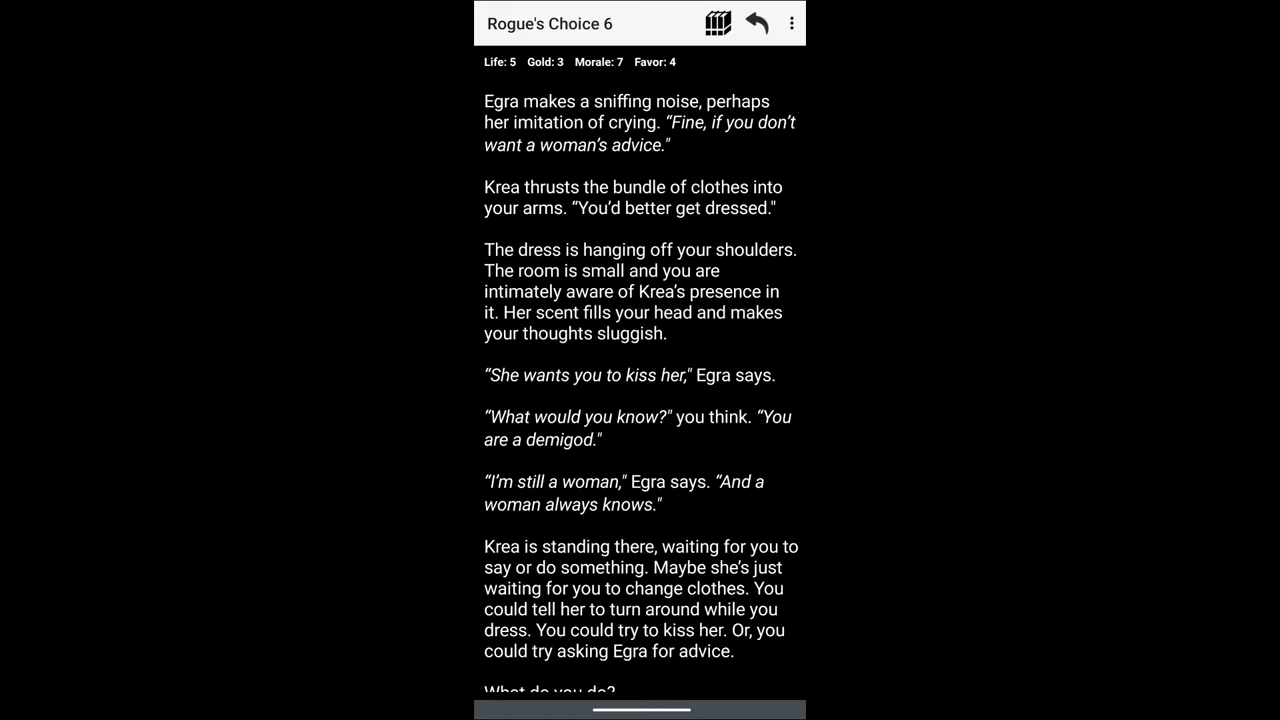 Rogue's Choice 6
Life: 5 Gold: 3 Morale: 7 Favor: 4
Egra makes a sniffing noise, perhaps
her imitation of crying. “Fine, if you don’t
want a woman’s advice."
Krea thrusts the bundle of clothes into
your arms. “You’d better get dressed."
The dress is hanging off your shoulders.
The room is small and you are
intimately aware of Krea’s presence in
it. Her scent fills your head and makes
your thoughts sluggish.
“She wants you to kiss her," Egra says.
“What would you know?" you think. “You
are a demigod."
“I’m still a woman," Egra says. “And a
woman always knows."
Krea is standing there, waiting for you to
say or do something. Maybe she’s just
waiting for you to change clothes. You
could tell her to turn around while you
dress. You could try to kiss her. Or, you
could try asking Egra for advice.
What do you do?